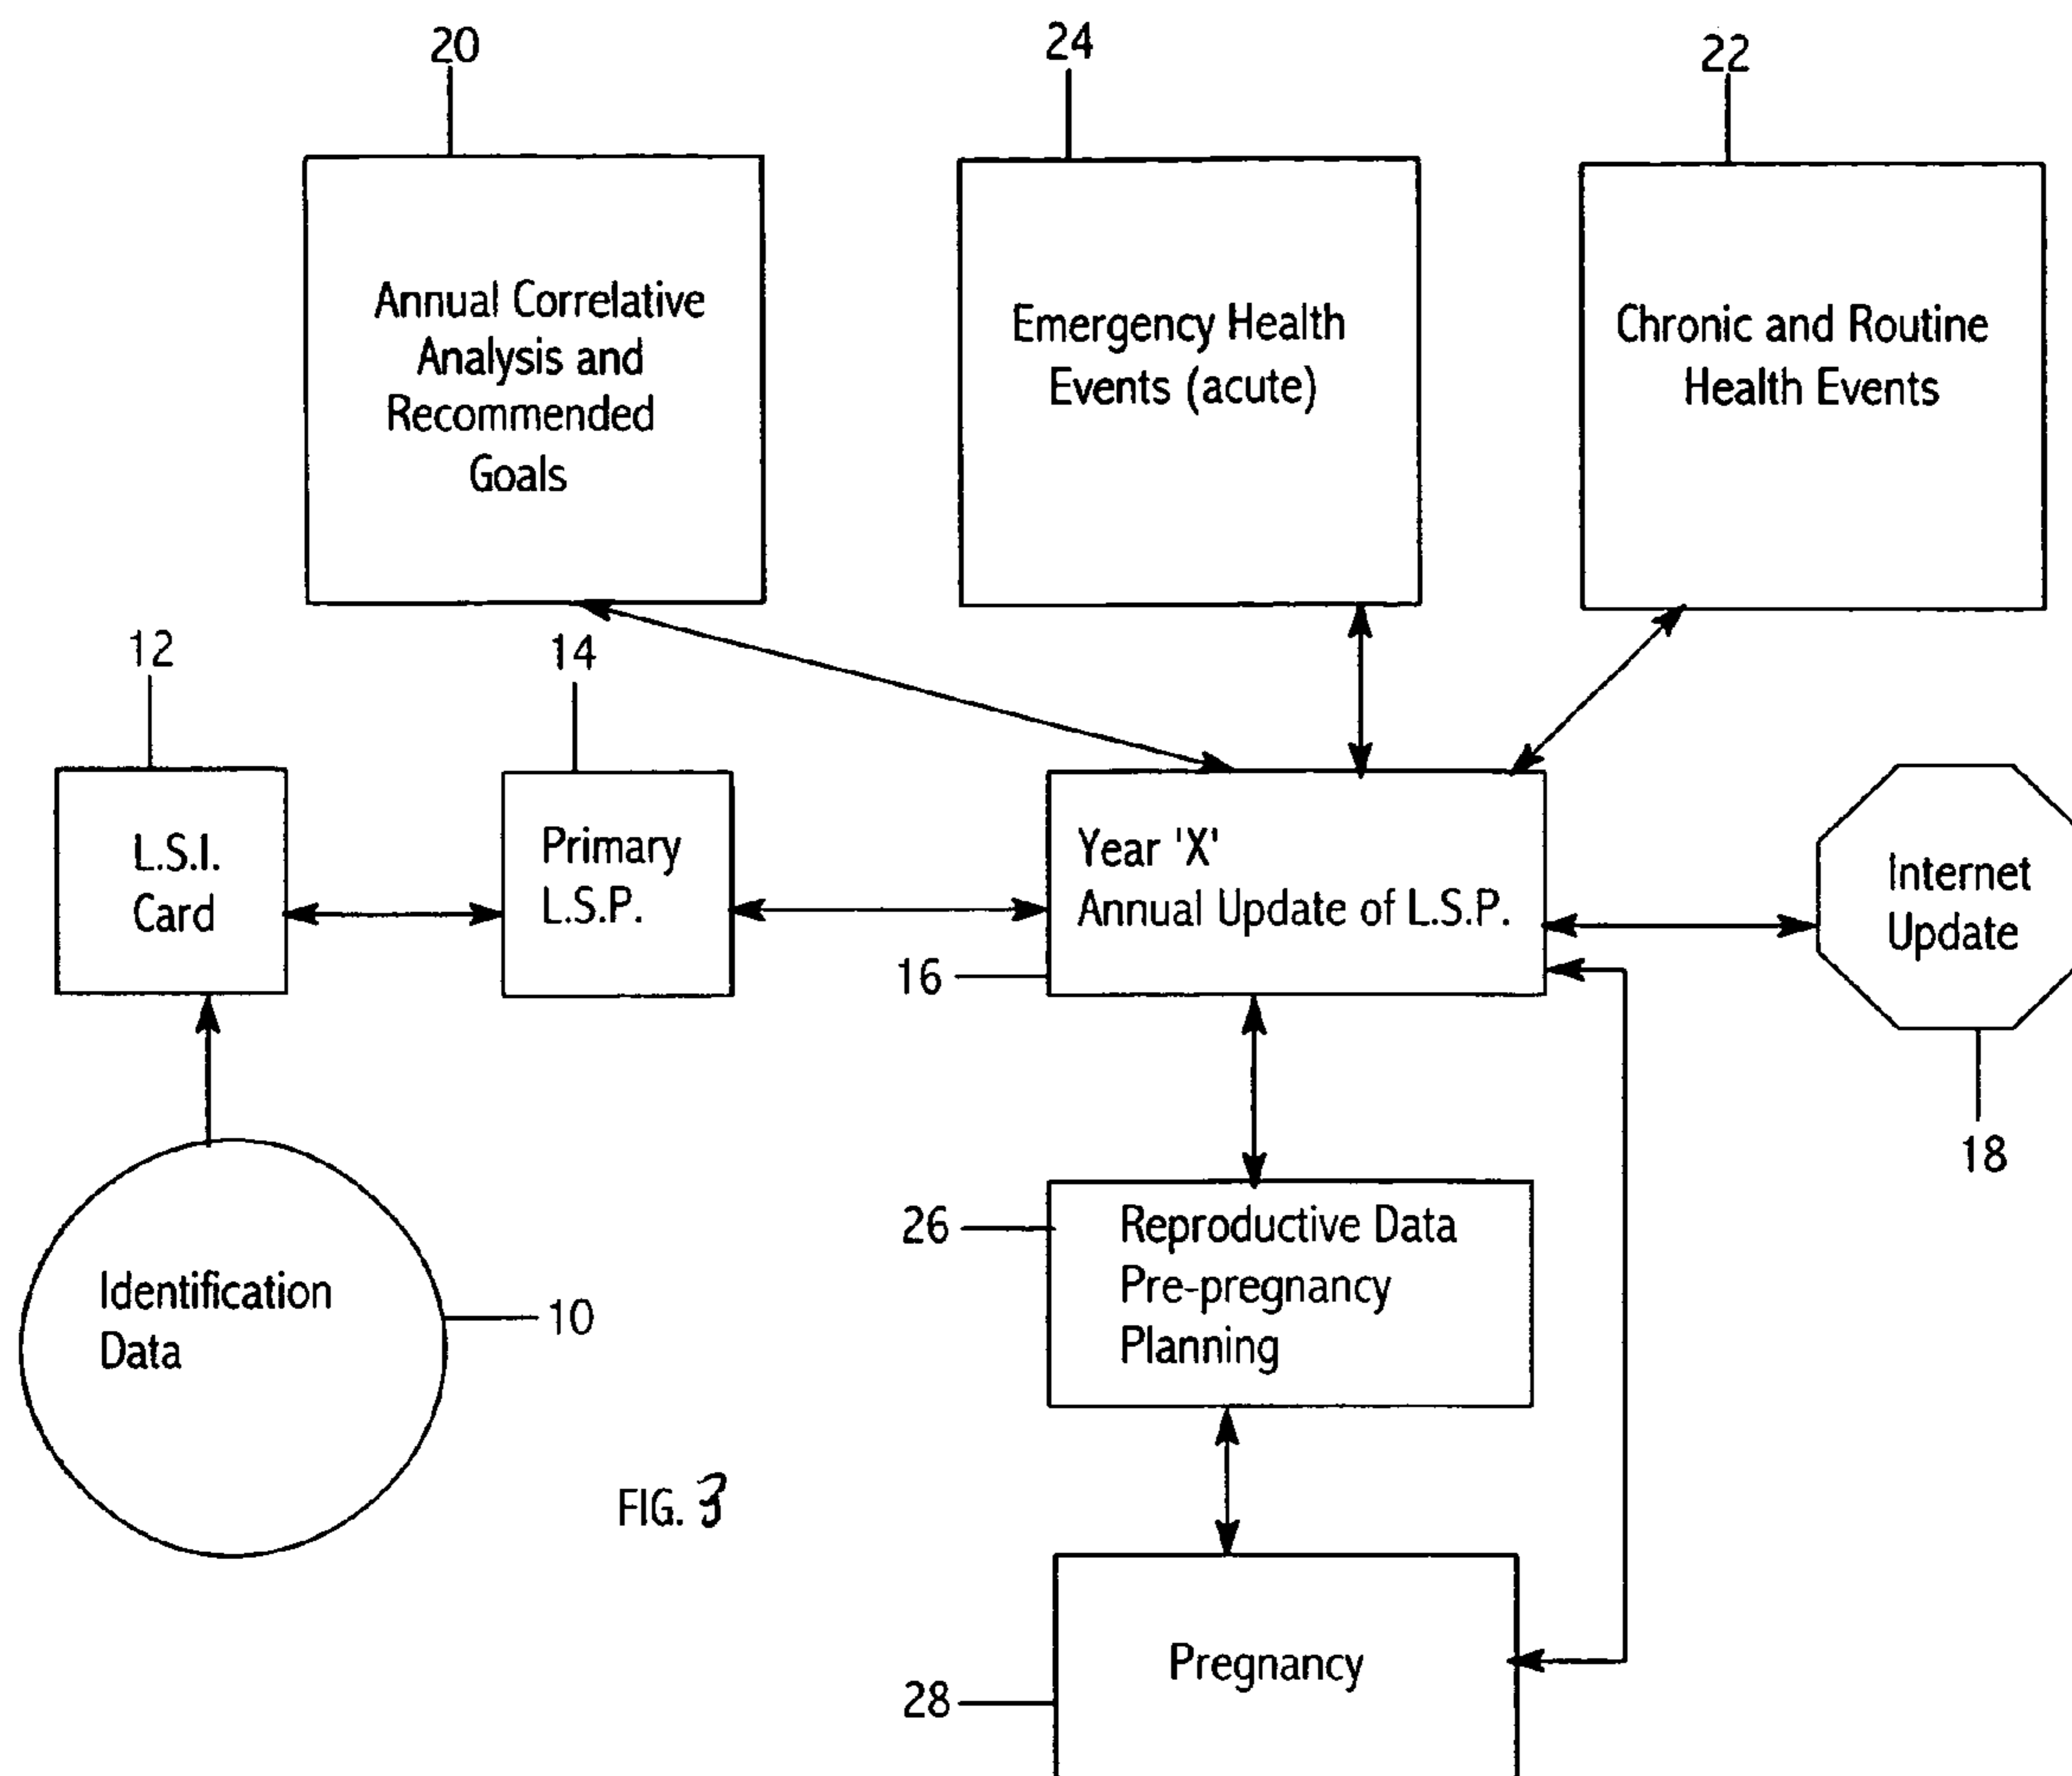 20
24
22
Annual Correlative
Analysis and
Recommended
Goals
Emergency Health
Events (acute)
Chronic and Routine
Health Events
12
14
L.S.I.
Card
Primary
L.S.P.
Year 'X'
Annual Update of L.S.P.
16
Internet
Update
18
Identification
Data
10
26
Reproductive Data
Pre-pregnancy
Planning
FIG. 3
Pregnancy
28